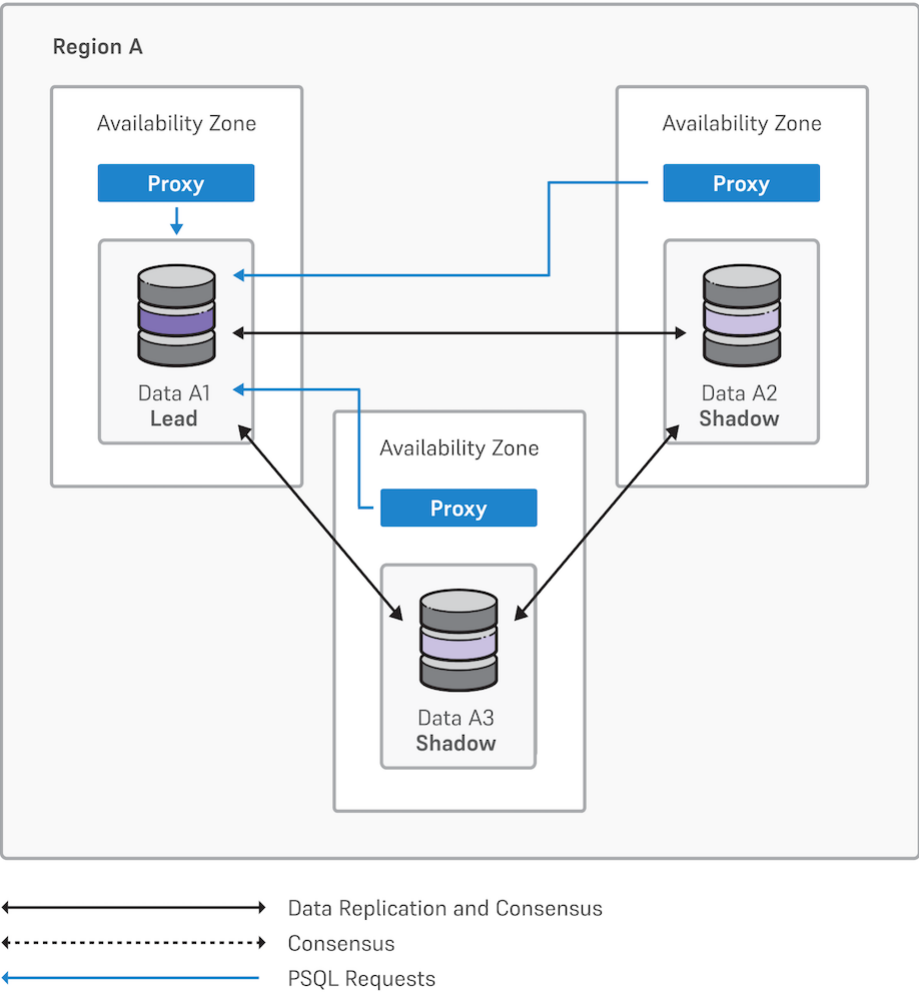 Region A
Availability Zone
Proxy
Data A1
Lead
Availability Zone
Proxy
Data A2
Shadow
Availability Zone
Proxy
Data A3
Shadow
Data Replication and Consensus
Consensus
PSQL Requests